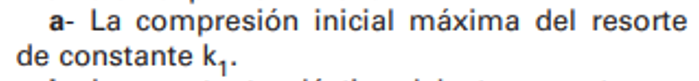 a- La compresión inicial máxima del resorte
de constante k₁.